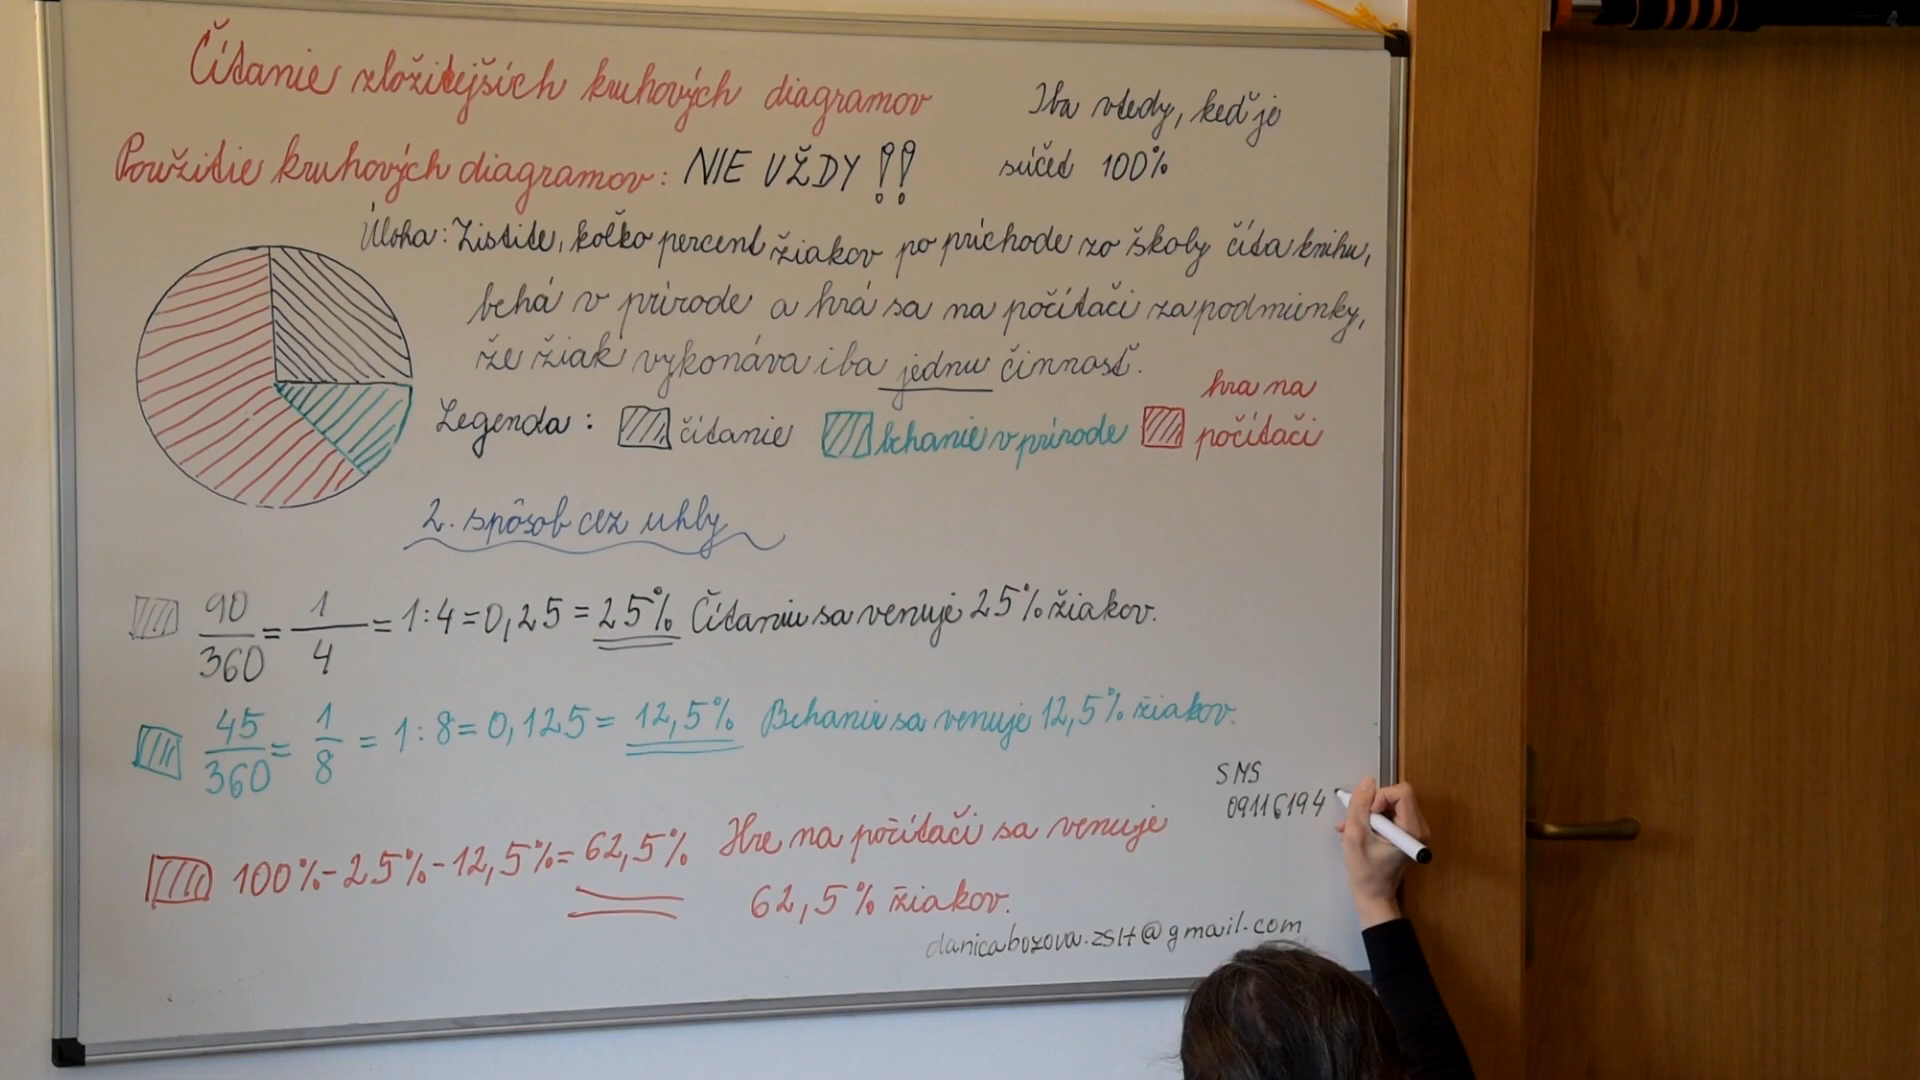 Čítanie zložitejších kruhových diagramov
Použitie kruhových diagramov: NIE VŽDY !!
Iba vtedy, keď je
súčet 100%
Úloha: Zistite, koľko percent žiakov po príchode zo školy číta knihu,
behá v prírode a hrá sa na počítači za podmienky,
že žiak vykonáva iba jednu činnosť.
Legenda: čítanie behanie v prírode hra na počítači
2. spôsob cez uhly
90/360 = 1/4 = 1:4=0,25 = 25% Čítaniu sa venuje 25% žiakov.
45/360 = 1/8 = 1:8=0,125= 12,5% Behaniu sa venuje 12,5% žiakov.
100%-25%-12,5%= 62,5% Hre na počítači sa venuje
62,5% žiakov.
SMS
09116194
danicabozova.zslt@gmail.com